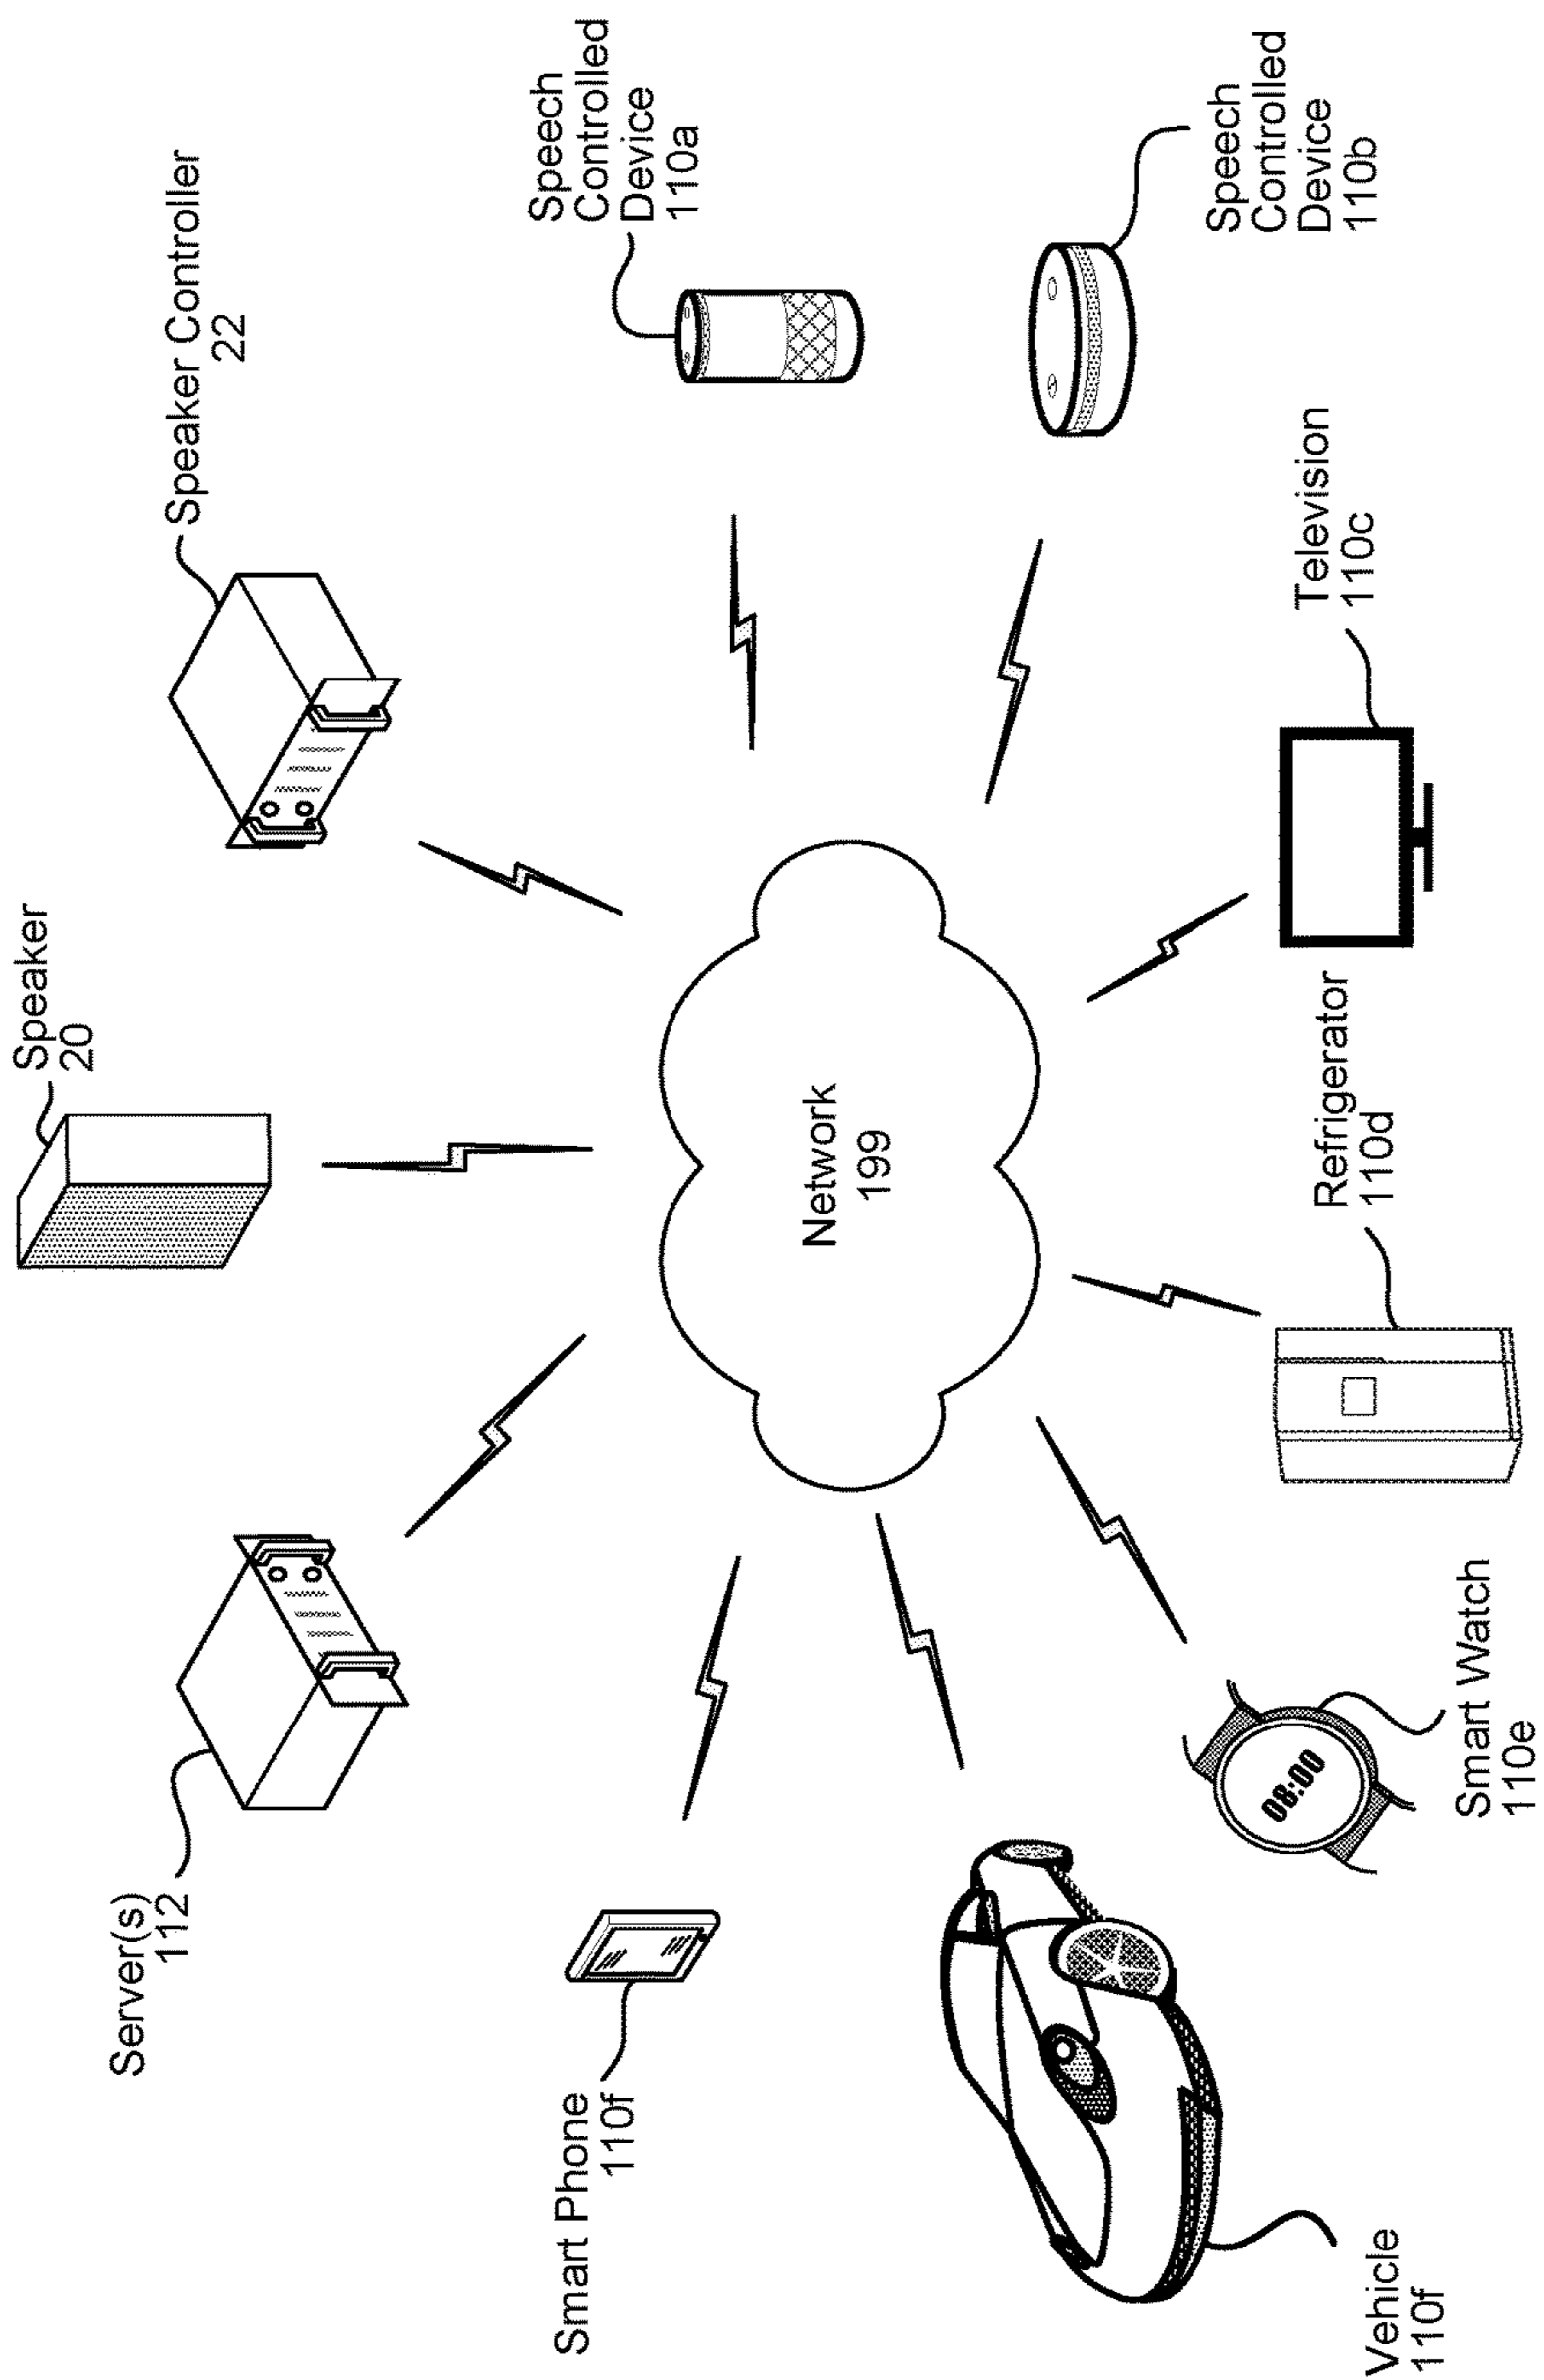 Server(s)
112
Speaker
20
Speaker Controller
22
Smart Phone
110f
Network
199
Speech
Controlled
Device
110a
Speech
Controlled
Device
110b
Vehicle
110f
08:00
Smart Watch
110e
Refrigerator
110d
Television
110c